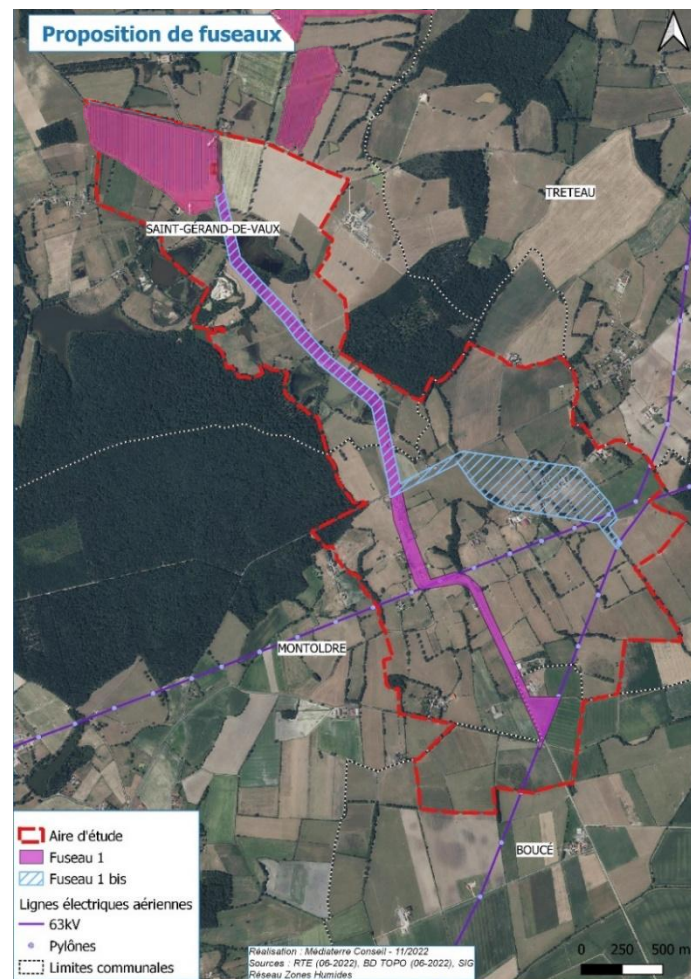 Proposition de fuseaux
TRETEAU
SAINT-GÉRAND-DE-VAUX
MONTOLDRE
BOUCÉ
Aire d'étude
Fuseau 1
Fuseau 1 bis
Lignes électriques aériennes
63kV
Pylônes
Limites communales
Réalisation : Médiaterre Conseil - 11/2022
Sources : RTE (06-2022), BD TOPO (06-2022), SIG
Réseau Zones Humides
0 250 500 m